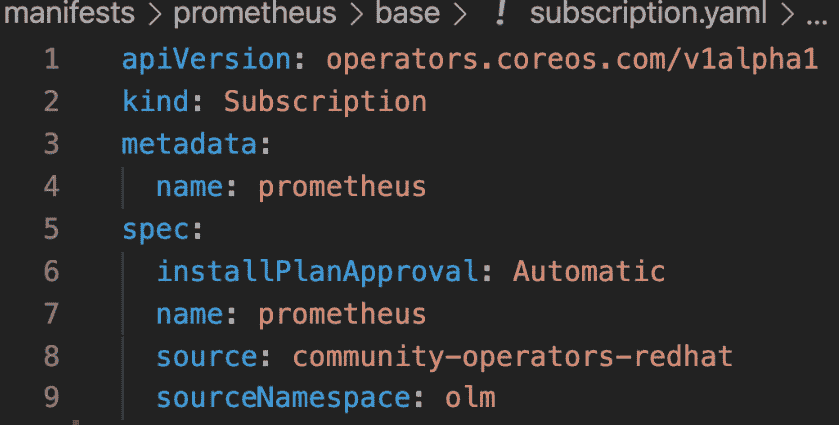 manifests > prometheus > base > ! subscription.yaml > ...
1 apiVersion: operators.coreos.com/v1alpha1
2 kind: Subscription
3 metadata:
4   name: prometheus
5 spec:
6   installPlanApproval: Automatic
7   name: prometheus
8   source: community-operators-redhat
9   sourceNamespace: olm